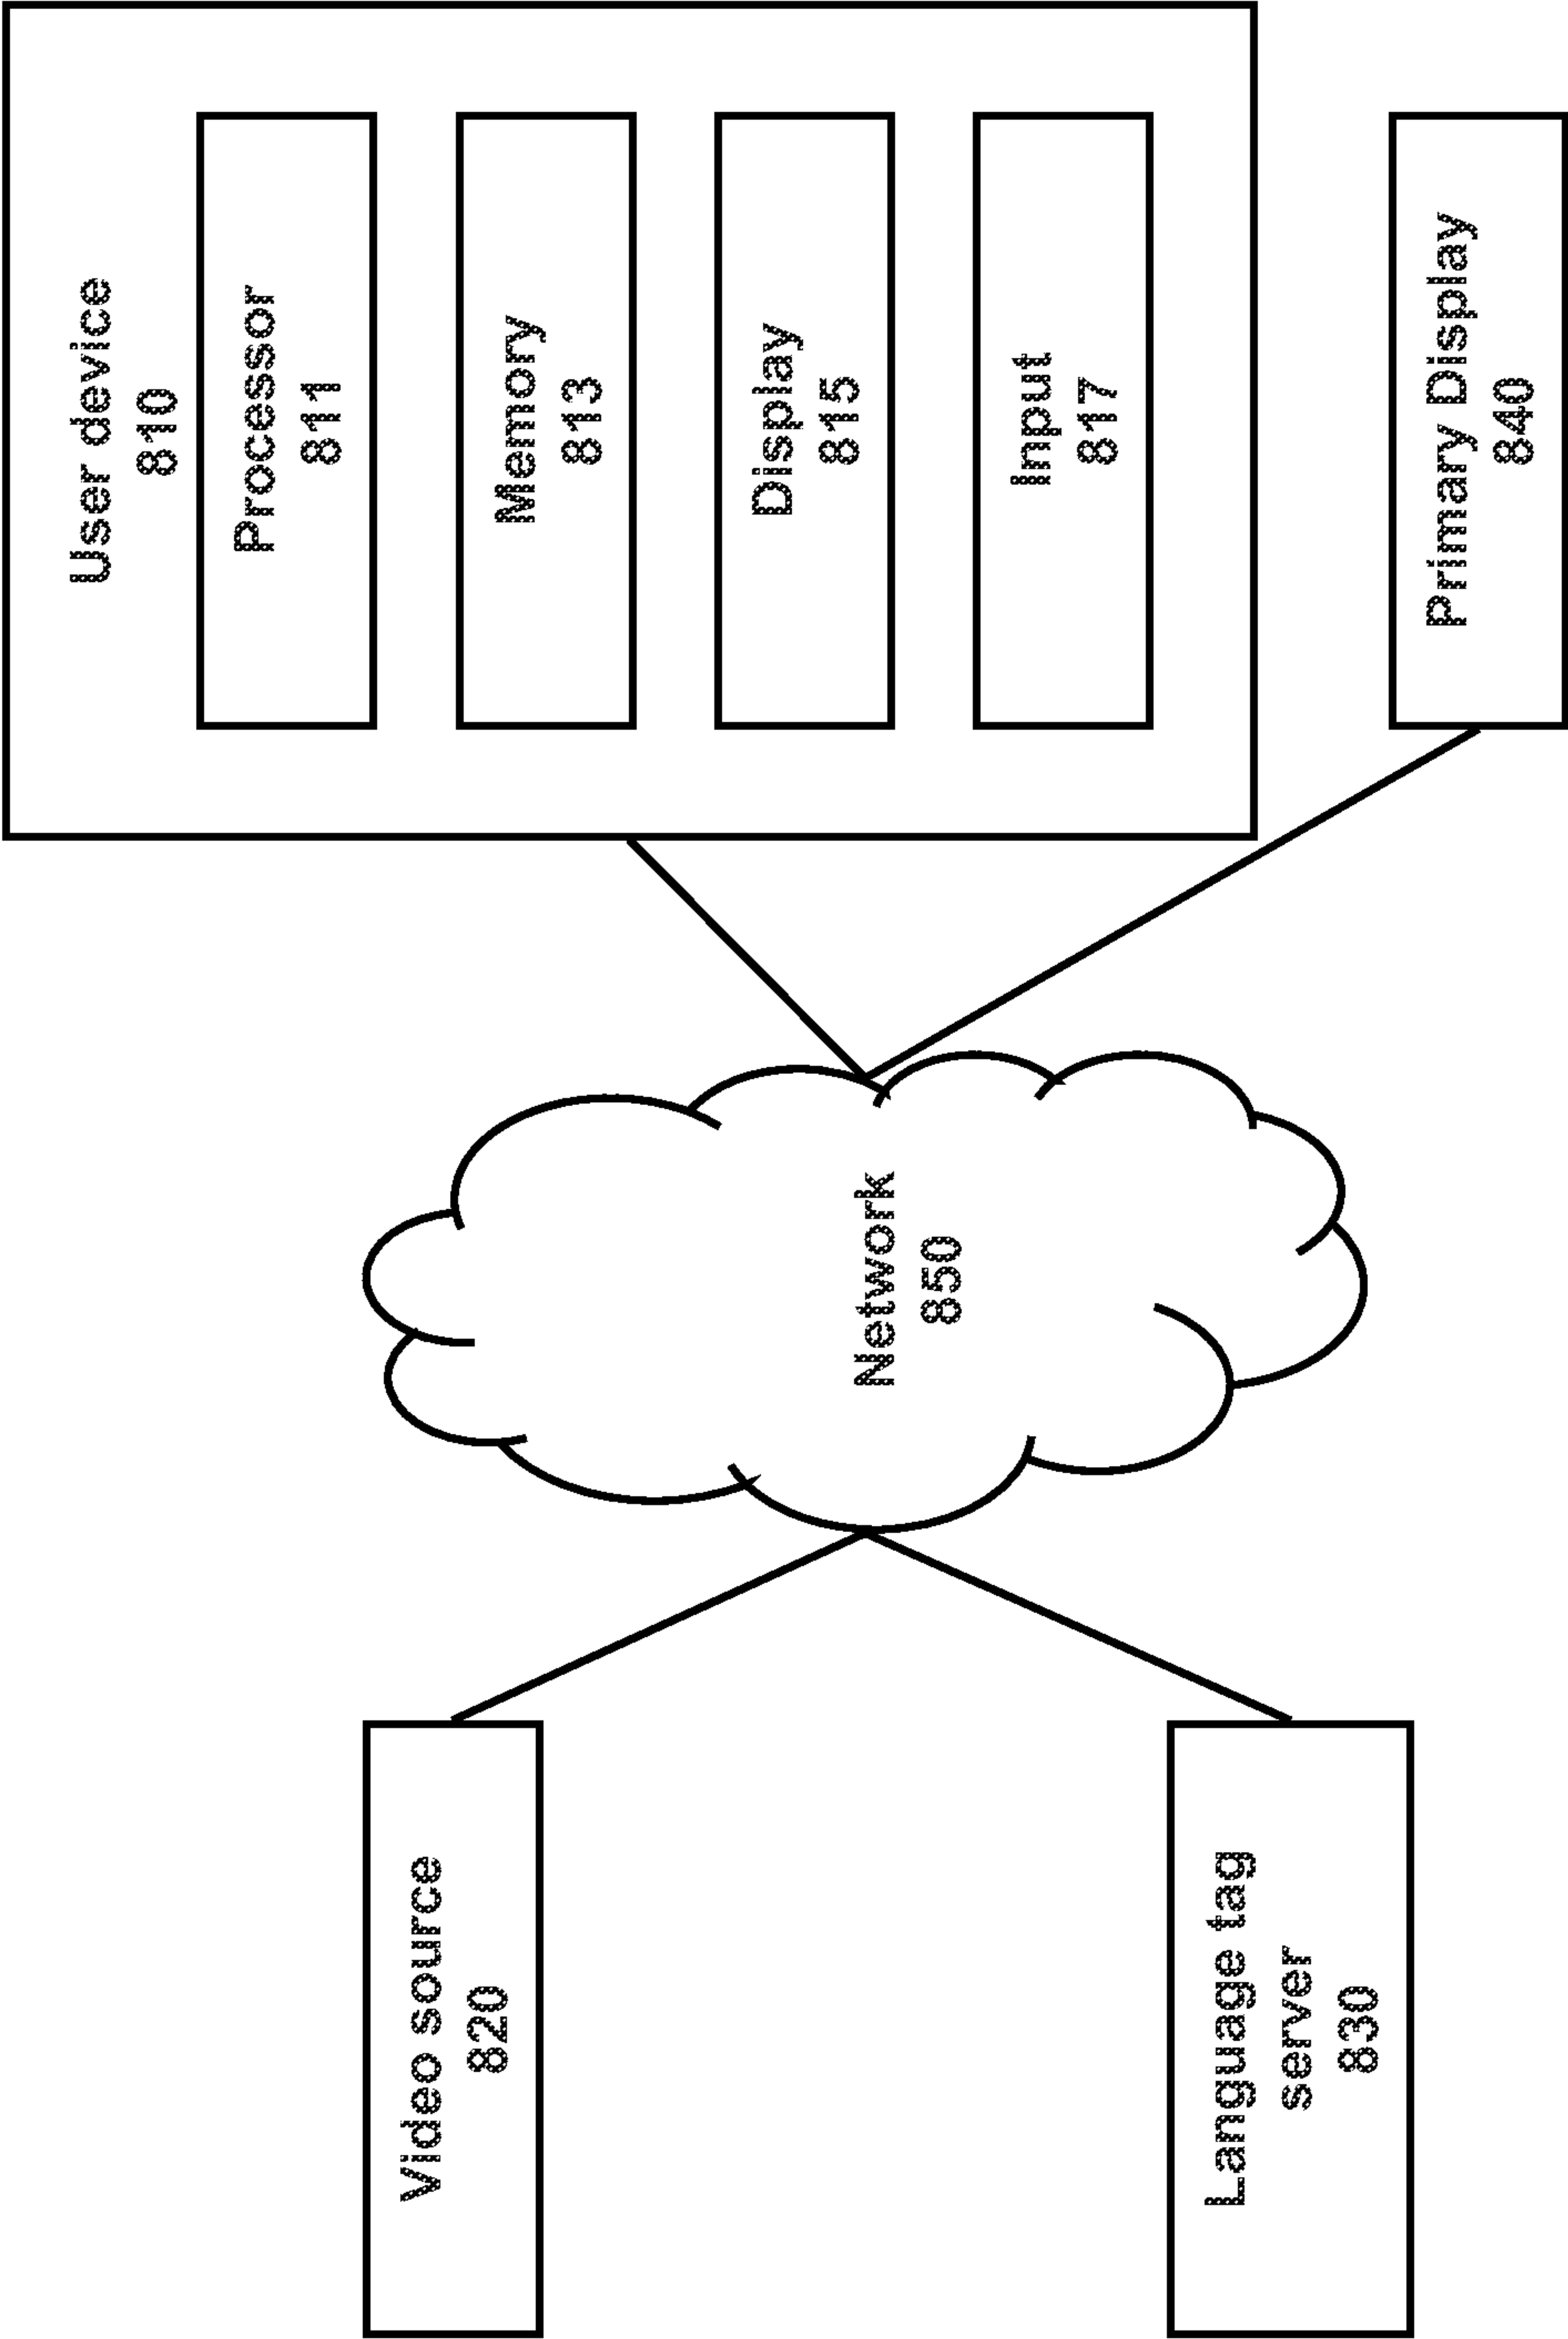 Video source
820
Language tag
server
830
Network
850
User device
810
Processor
811
Memory
813
Display
815
Input
817
Primary Display
840